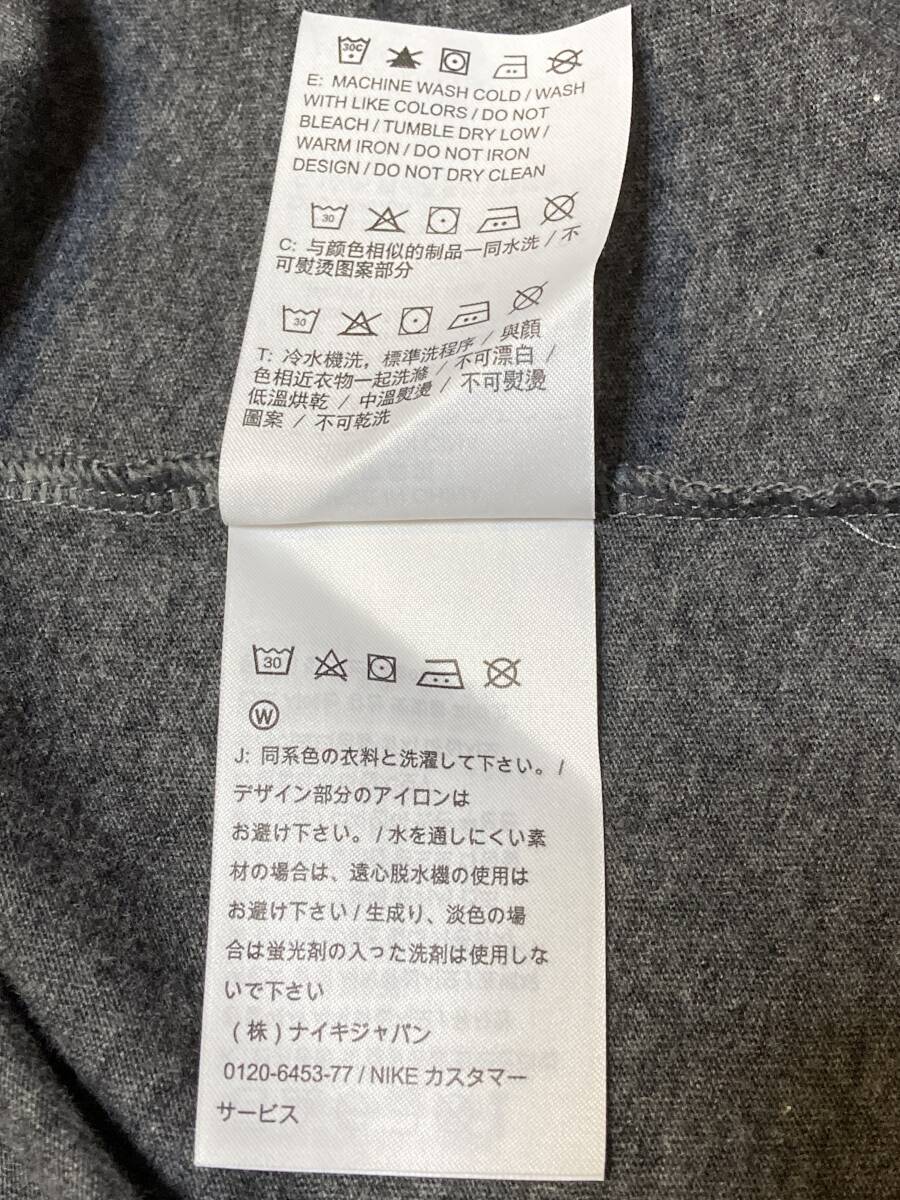 30C
E: MACHINE WASH COLD / WASH
WITH LIKE COLORS / DO NOT
BLEACH / TUMBLE DRY LOW /
WARM IRON / DO NOT IRON
DESIGN / DO NOT DRY CLEAN
30
C: 与颜色相似的制品一同水洗 / 不
可熨烫图案部分
30
T: 冷水機洗，標準洗程序 / 與顏
色相近衣物一起洗滌 / 不可漂白 /
低溫烘乾 / 中溫熨燙 / 不可熨燙
圖案 / 不可乾洗
30
W
J: 同系色の衣料と洗濯して下さい。/
デザイン部分のアイロンは
お避け下さい。/ 水を通しにくい素
材の場合は、遠心脱水機の使用は
お避け下さい / 生成り、淡色の場
合は蛍光剤の入った洗剤は使用しな
いで下さい
(株)ナイキジャパン
0120-6453-77 / NIKE カスタマー
サービス